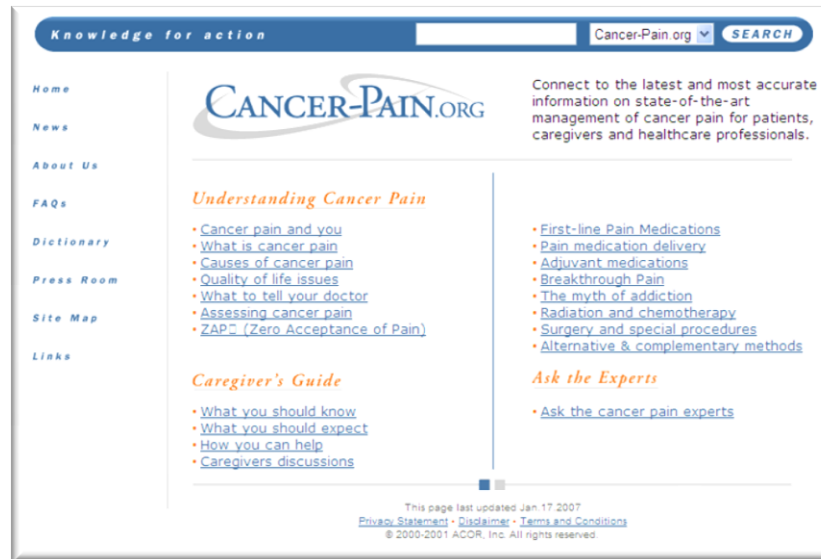 Knowledge for action
Cancer-Pain.org
SEARCH
Home
News
About Us
FAQs
Dictionary
Press Room
Site Map
Links
CANCER-PAIN.ORG
Connect to the latest and most accurate
information on state-of-the-art
management of cancer pain for patients,
caregivers and healthcare professionals.
Understanding Cancer Pain
• Cancer pain and you
• What is cancer pain
• Causes of cancer pain
• Quality of life issues
• What to tell your doctor
• Assessing cancer pain
• ZAP□ (Zero Acceptance of Pain)
• First-line Pain Medications
• Pain medication delivery
• Adjuvant medications
• Breakthrough Pain
• The myth of addiction
• Radiation and chemotherapy
• Surgery and special procedures
• Alternative & complementary methods
Caregiver's Guide
• What you should know
• What you should expect
• How you can help
• Caregivers discussions
Ask the Experts
• Ask the cancer pain experts
This page last updated Jan.17.2007
Privacy Statement • Disclaimer • Terms and Conditions
© 2000-2001 ACOR, Inc. All rights reserved.